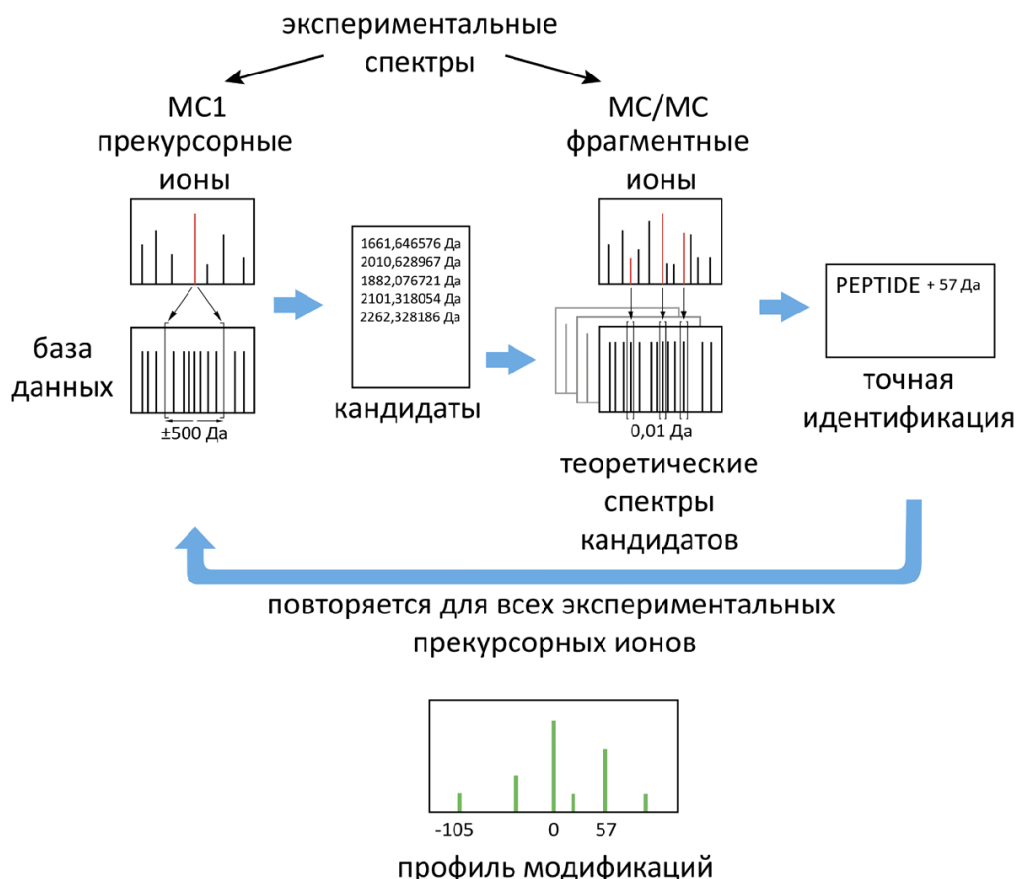 экспериментальные
спектры
МС1
прекурсорные
ионы
МС/МС
фрагментные
ионы
1661,646576 Да
2010,628967 Да
1882,076721 Да
2101,318054 Да
2262,328186 Да
PEPTIDE + 57 Да
база
данных
±500 Да
кандидаты
0,01 Да
точная
идентификация
теоретические
спектры
кандидатов
повторяется для всех экспериментальных
прекурсорных ионов
-105 0 57
профиль модификаций